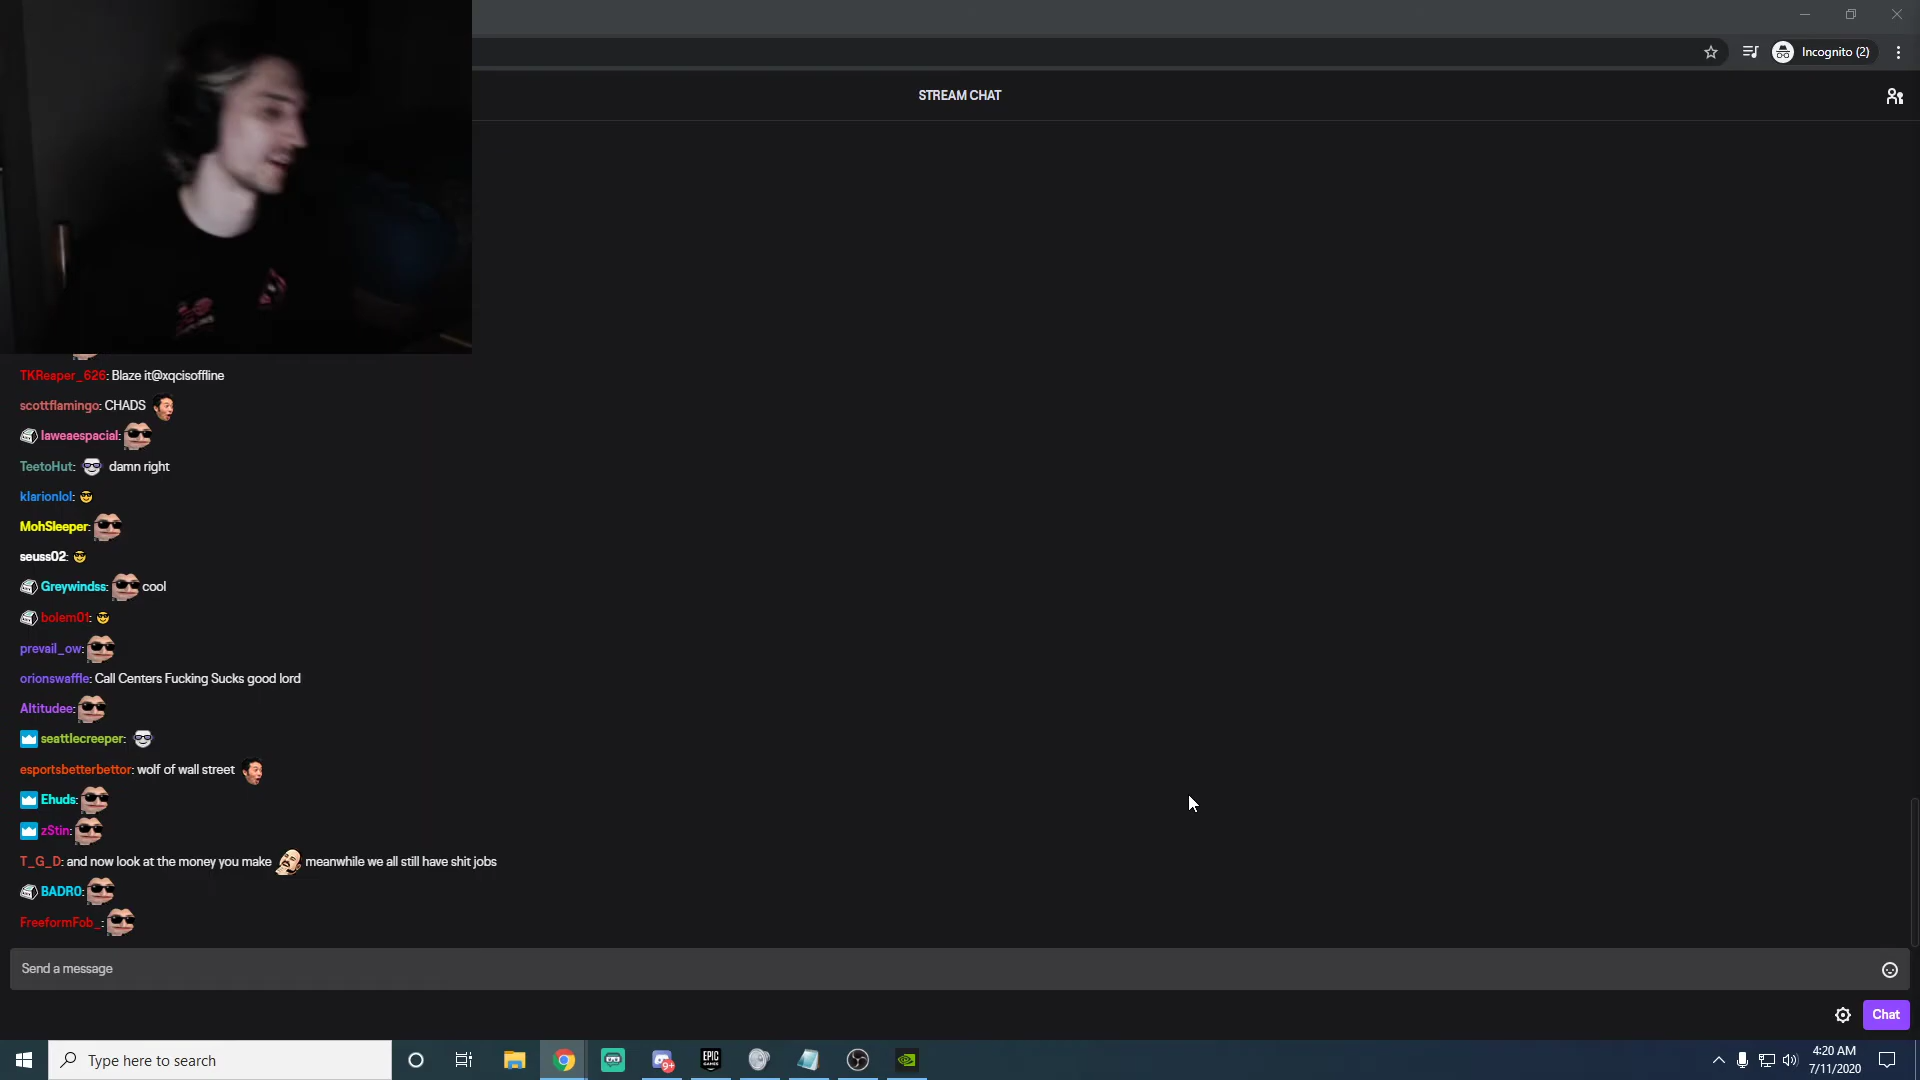 Incognito (2)
STREAM CHAT
TKReaper_626: Blaze it@xqcisoffline
scottflamingo: CHADS
laweaespacial:
TeetoHut: damn right
klarionlol:
MohSleeper:
seuss02:
Greywindss: cool
bolem01:
prevail_ow:
orionswaffle: Call Centers Fucking Sucks good lord
Altitudee:
seattlecreeper:
esportsbetterbettor: wolf of wall street
Ehuds:
zStin:
T_G_D: and now look at the money you make meanwhile we all still have shit jobs
BADR0:
FreeformFob_:
Send a message
Chat
Type here to search
9+
EPIC
GAMES
4:20 AM
7/11/2020